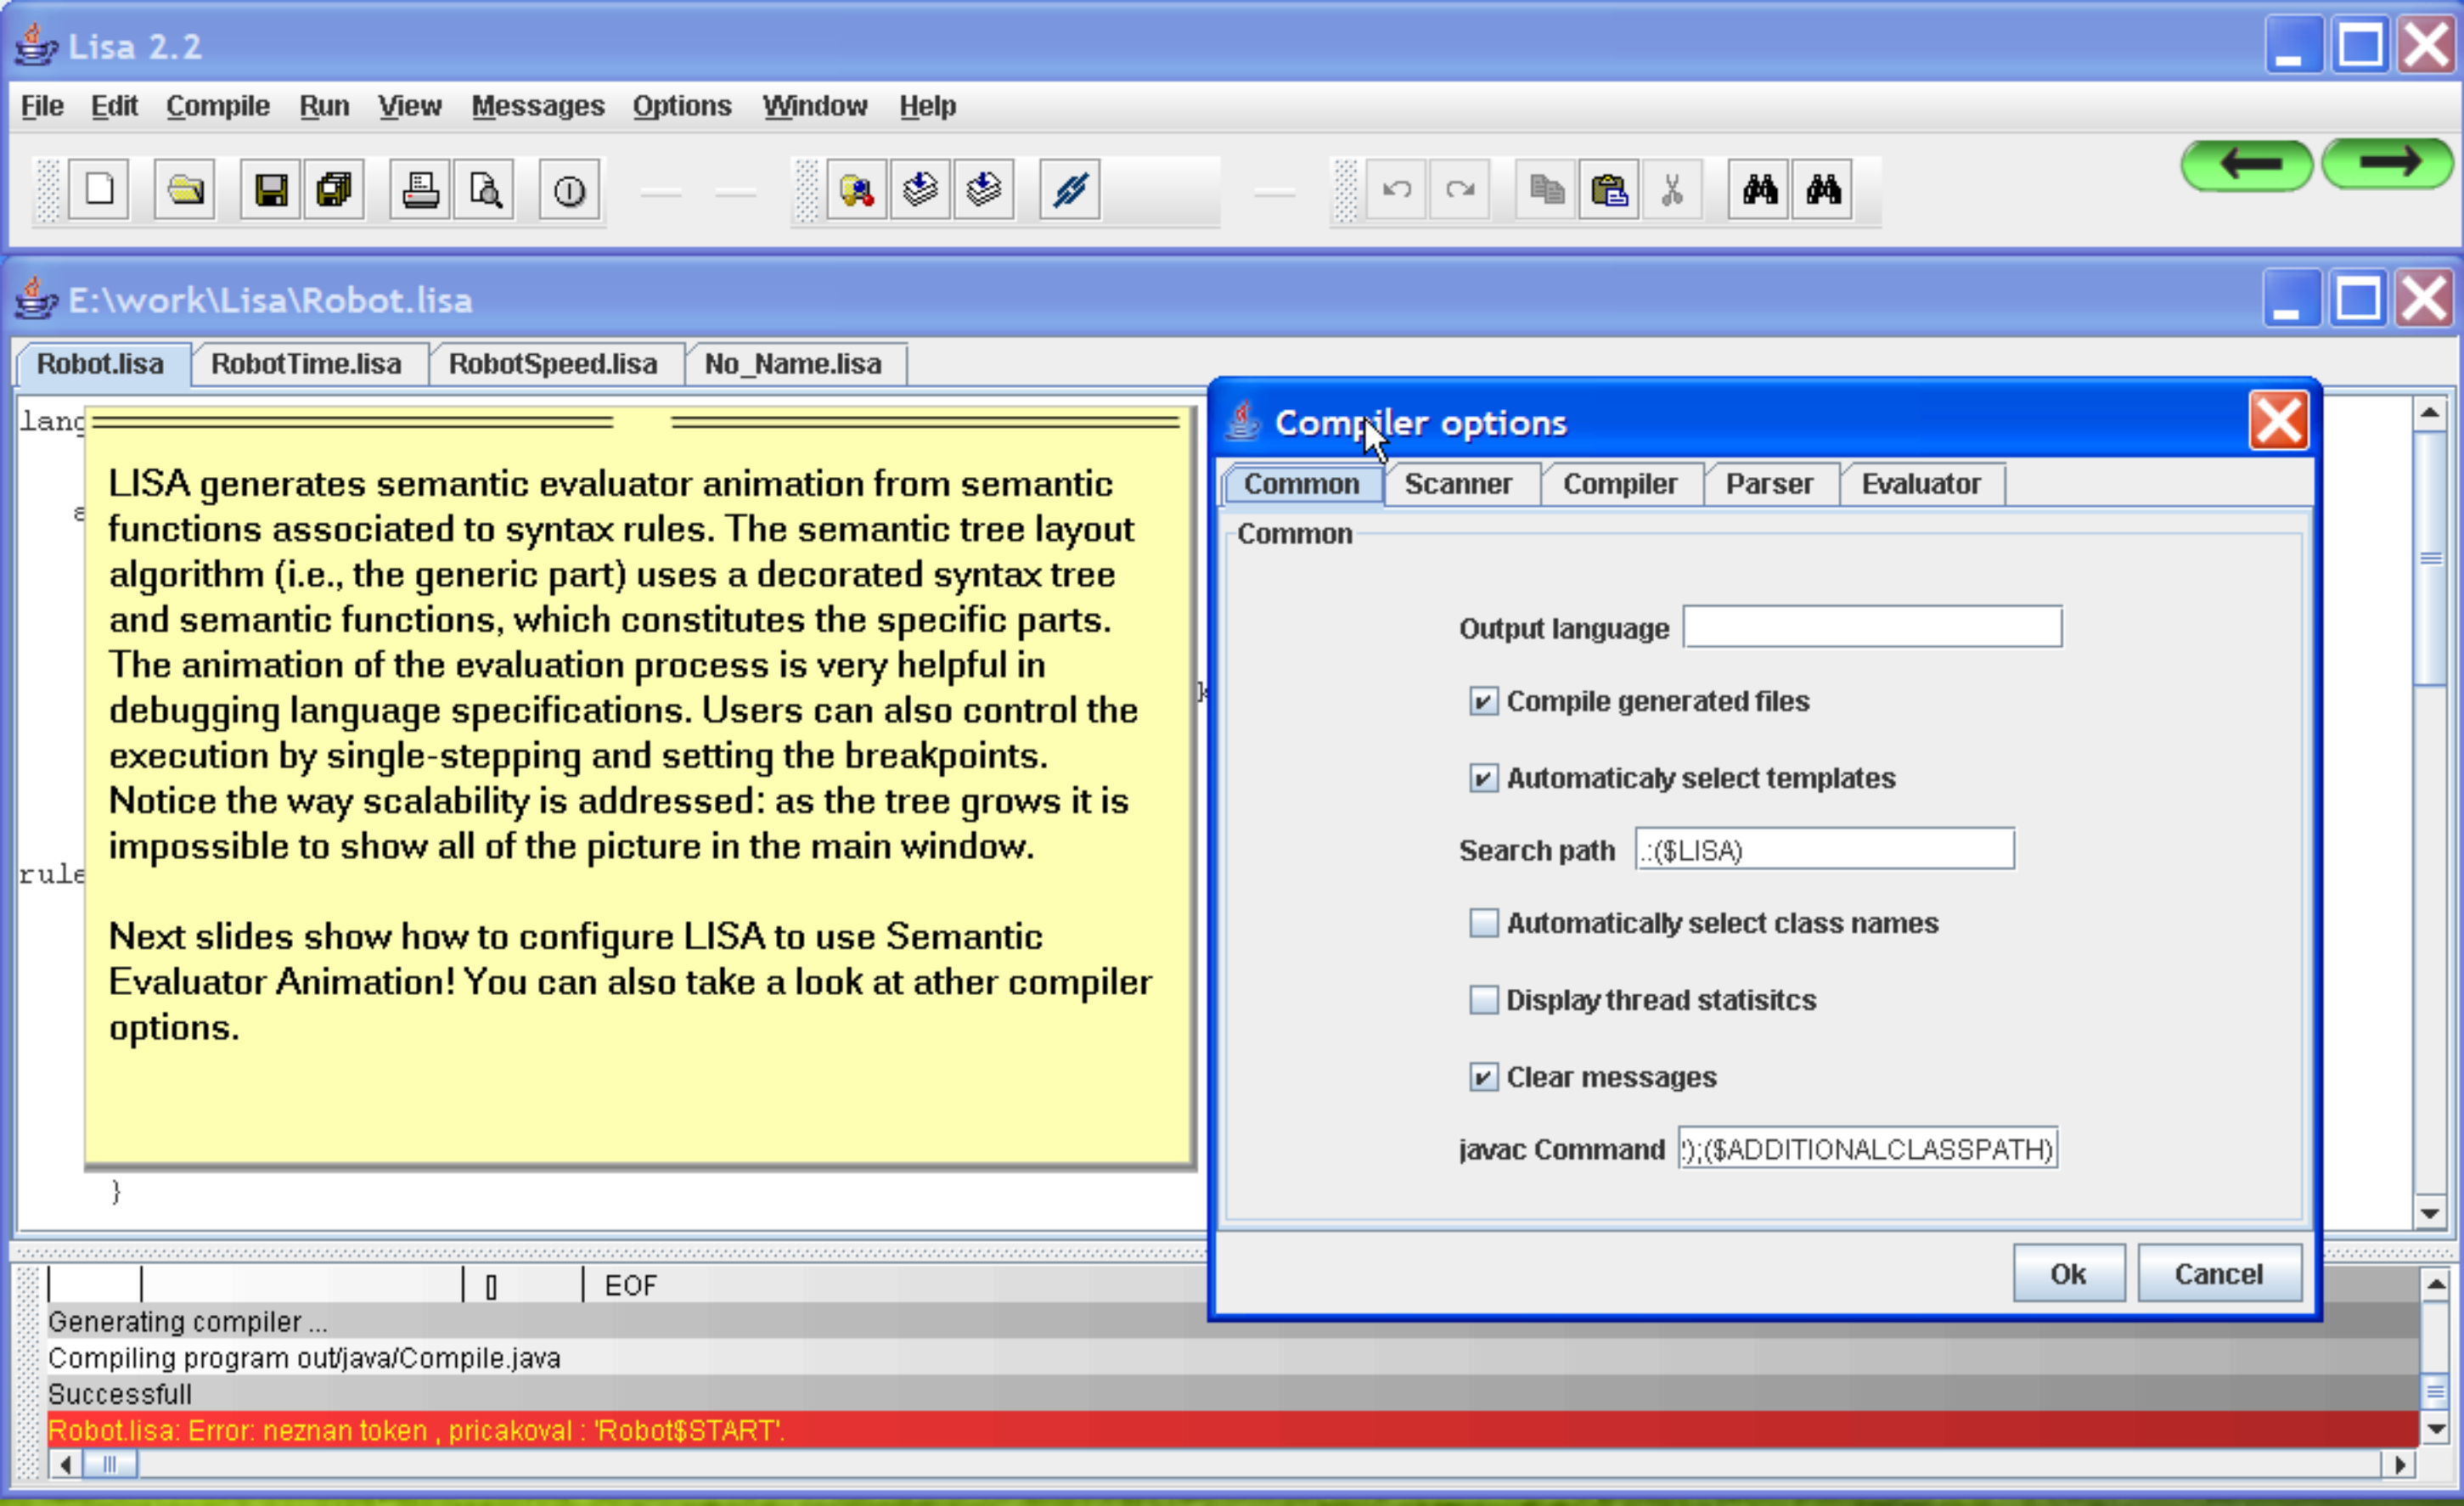 Lisa 2.2
File Edit Compile Run View Messages Options Window Help
E:\work\Lisa\Robot.lisa
Robot.lisa RobotTime.lisa RobotSpeed.lisa No_Name.lisa
LISA generates semantic evaluator animation from semantic
functions associated to syntax rules. The semantic tree layout
algorithm (i.e., the generic part) uses a decorated syntax tree
and semantic functions, which constitutes the specific parts.
The animation of the evaluation process is very helpful in
debugging language specifications. Users can also control the
execution by single-stepping and setting the breakpoints.
Notice the way scalability is addressed: as the tree grows it is
impossible to show all of the picture in the main window.
Next slides show how to configure LISA to use Semantic
Evaluator Animation! You can also take a look at ather compiler
options.
}
Compiler options
Common Scanner Compiler Parser Evaluator
Common
Output language
Compile generated files
Automaticaly select templates
Search path .:($LISA)
Automatically select class names
Display thread statisitcs
Clear messages
javac Command );($ADDITIONALCLASSPATH)
Ok Cancel
[] EOF
Generating compiler ...
Compiling program out/java/Compile.java
Successfull
Robot.lisa: Error: neznan token , pricakoval : 'Robot$START'.